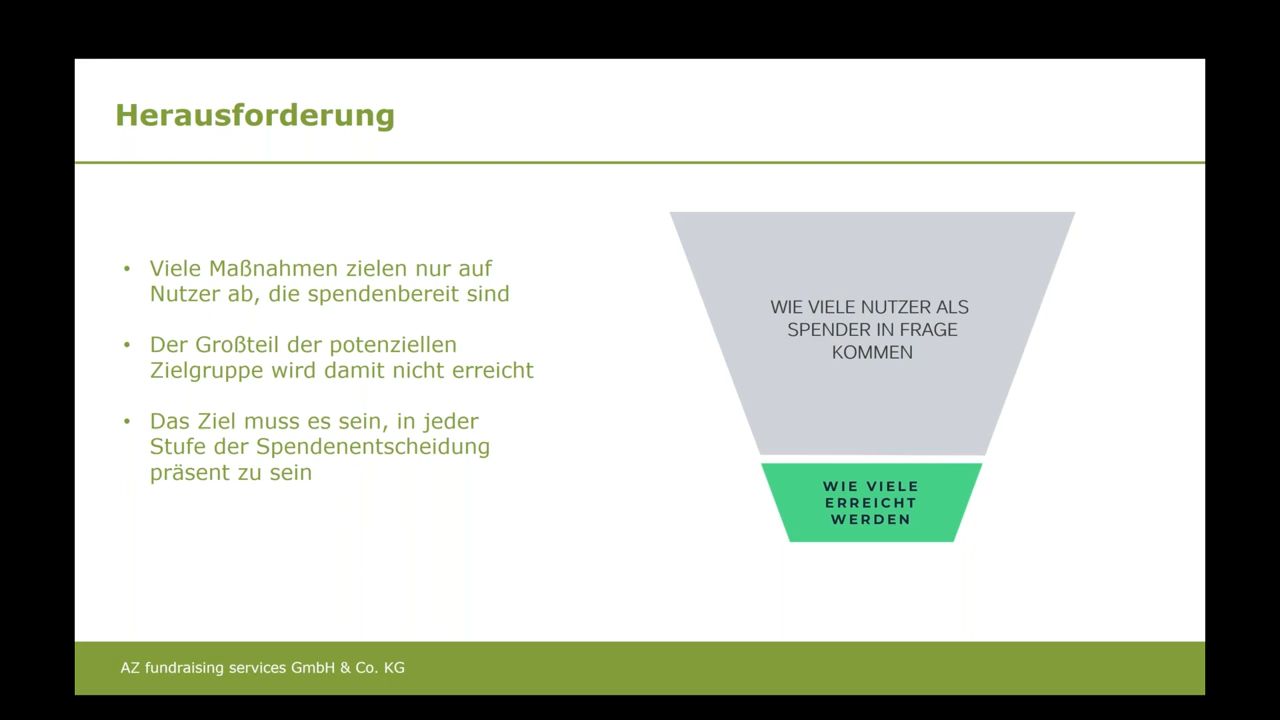 Herausforderung
• Viele Maßnahmen zielen nur auf
Nutzer ab, die spendenbereit sind
• Der Großteil der potenziellen
Zielgruppe wird damit nicht erreicht
• Das Ziel muss es sein, in jeder
Stufe der Spendenentscheidung
präsent zu sein
WIE VIELE NUTZER ALS
SPENDER IN FRAGE
KOMMEN
WIE VIELE
ERREICHT
WERDEN
AZ fundraising services GmbH & Co. KG